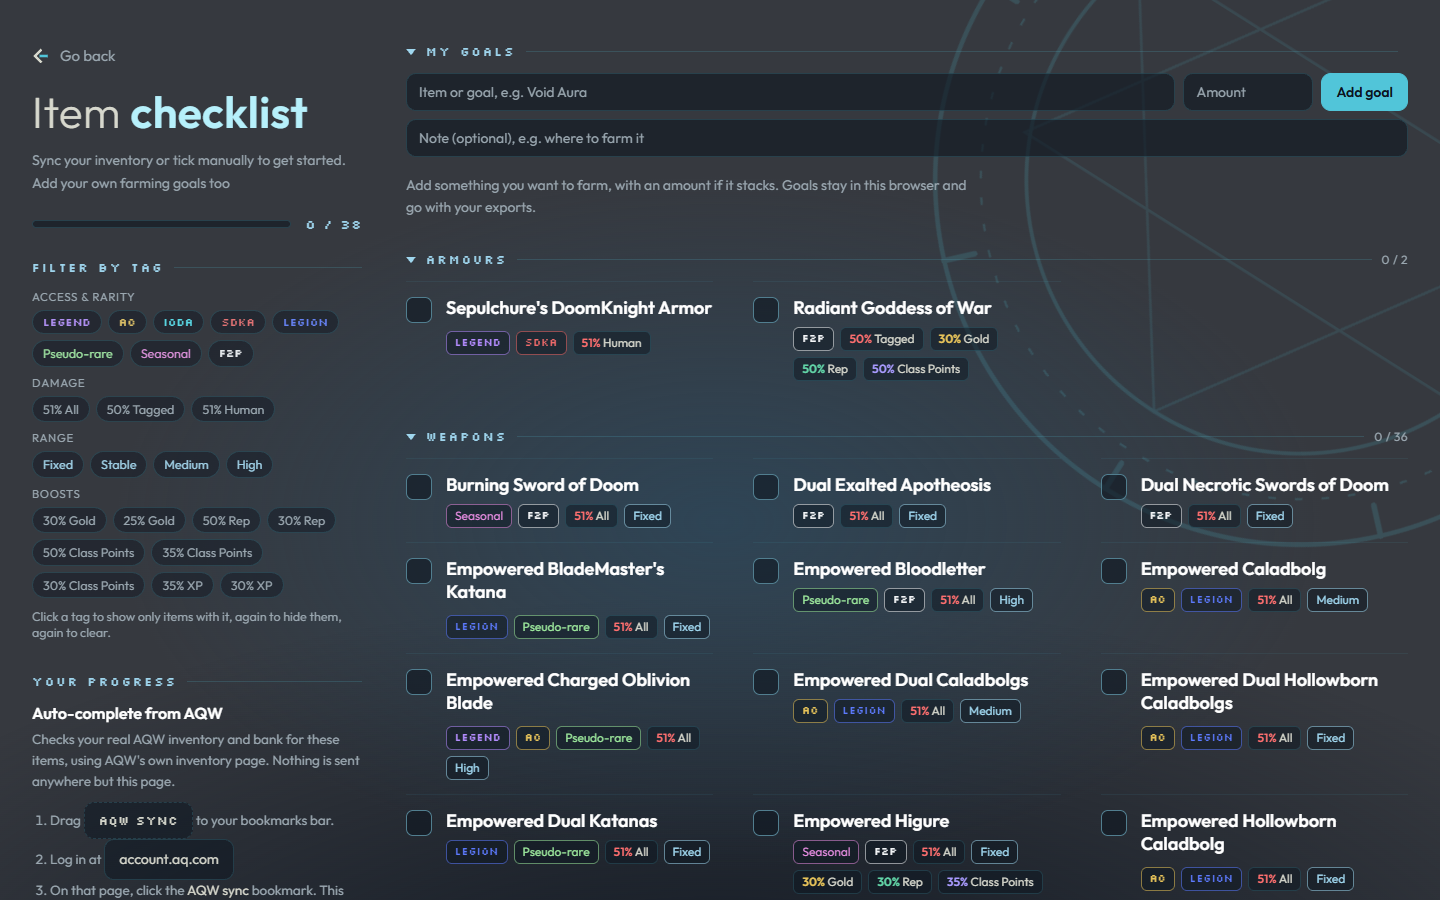 Go back
Item checklist
Sync your inventory or tick manually to get started.
Add your own farming goals too
0 / 38
FILTER BY TAG
ACCESS & RARITY
LEGEND AC IODA SDKA LEGION
Pseudo-rare Seasonal F2P
DAMAGE
51% All 50% Tagged 51% Human
RANGE
Fixed Stable Medium High
BOOSTS
30% Gold 25% Gold 50% Rep 30% Rep
50% Class Points 35% Class Points
30% Class Points 35% XP 30% XP
Click a tag to show only items with it, again to hide them,
again to clear.
YOUR PROGRESS
Auto-complete from AQW
Checks your real AQW inventory and bank for these
items, using AQW's own inventory page. Nothing is sent
anywhere but this page.
1. Drag AQW SYNC to your bookmarks bar.
2. Log in at account.aq.com
3. On that page, click the AQW sync bookmark. This
MY GOALS
Item or goal, e.g. Void Aura Amount Add goal
Note (optional), e.g. where to farm it
Add something you want to farm, with an amount if it stacks. Goals stay in this browser and
go with your exports.
ARMOURS 0 / 2
Sepulchure's DoomKnight Armor
LEGEND SDKA 51% Human
Radiant Goddess of War
F2P 50% Tagged 30% Gold
50% Rep 50% Class Points
WEAPONS 0 / 36
Burning Sword of Doom
Seasonal F2P 51% All Fixed
Dual Exalted Apotheosis
F2P 51% All Fixed
Dual Necrotic Swords of Doom
F2P 51% All Fixed
Empowered BladeMaster's
Katana
LEGION Pseudo-rare 51% All Fixed
Empowered Bloodletter
Pseudo-rare F2P 51% All High
Empowered Caladbolg
AC LEGION 51% All Medium
Empowered Charged Oblivion
Blade
LEGEND AC Pseudo-rare 51% All
High
Empowered Dual Caladbolgs
AC LEGION 51% All Medium
Empowered Dual Hollowborn
Caladbolgs
AC LEGION 51% All Fixed
Empowered Dual Katanas
LEGION Pseudo-rare 51% All Fixed
Empowered Higure
Seasonal F2P 51% All Fixed
30% Gold 30% Rep 35% Class Points
Empowered Hollowborn
Caladbolg
AC LEGION 51% All Fixed